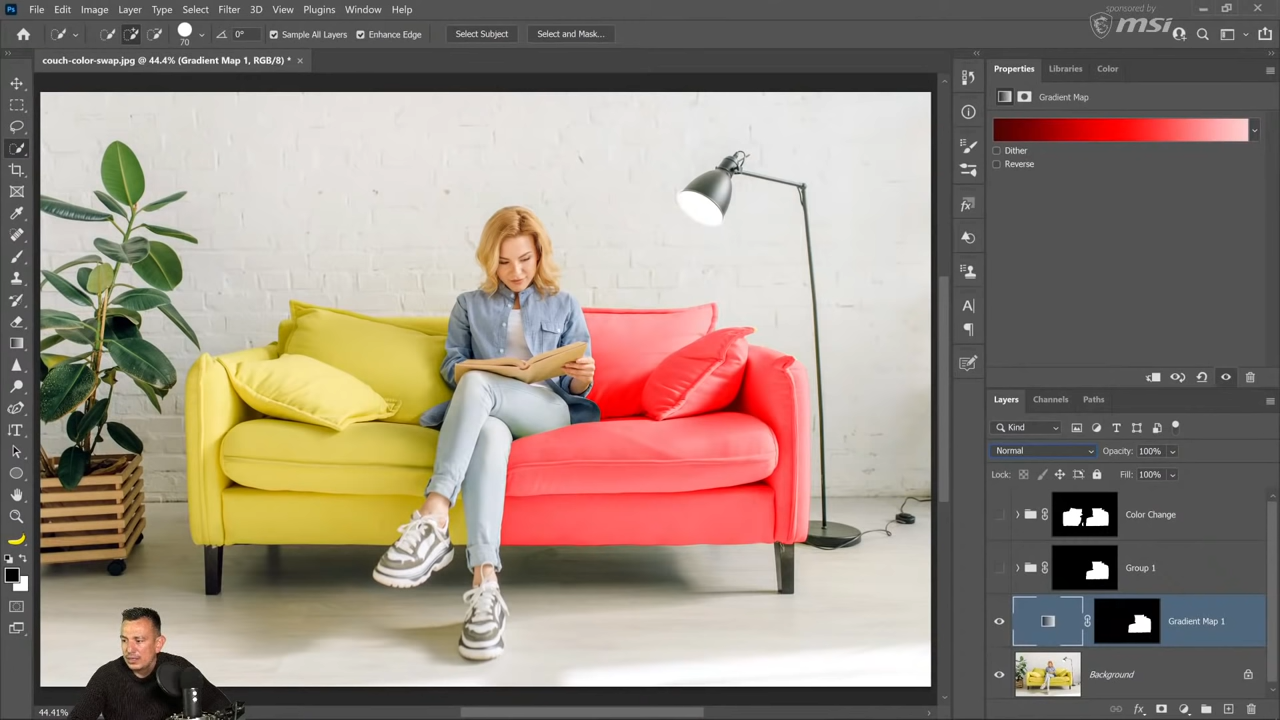 Ps File Edit Image Layer Type Select Filter 3D View Plugins Window Help
sponsored by
msi
70 0° Sample All Layers Enhance Edge Select Subject Select and Mask...
couch-color-swap.jpg @ 44.4% (Gradient Map 1, RGB/8) *
Properties Libraries Color
Gradient Map
Dither
Reverse
Layers Channels Paths
Kind
Normal Opacity: 100%
Lock: Fill: 100%
Color Change
Group 1
Gradient Map 1
Background
44.41%